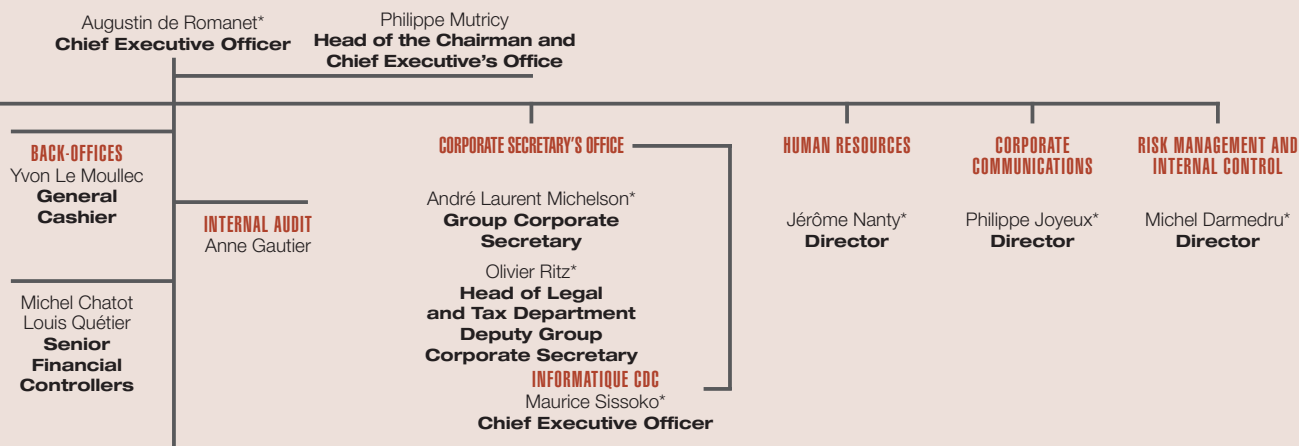 Augustin de Romanet*
Chief Executive Officer
Philippe Mutricy
Head of the Chairman and
Chief Executive's Office
BACK-OFFICES
Yvon Le Moullec
General
Cashier
INTERNAL AUDIT
Anne Gautier
Michel Chatot
Louis Quétier
Senior
Financial
Controllers
CORPORATE SECRETARY'S OFFICE
André Laurent Michelson*
Group Corporate
Secretary
Olivier Ritz*
Head of Legal
and Tax Department
Deputy Group
Corporate Secretary
INFORMATIQUE CDC
Maurice Sissoko*
Chief Executive Officer
HUMAN RESOURCES
Jérôme Nanty*
Director
CORPORATE
COMMUNICATIONS
Philippe Joyeux*
Director
RISK MANAGEMENT AND
INTERNAL CONTROL
Michel Darmedru*
Director